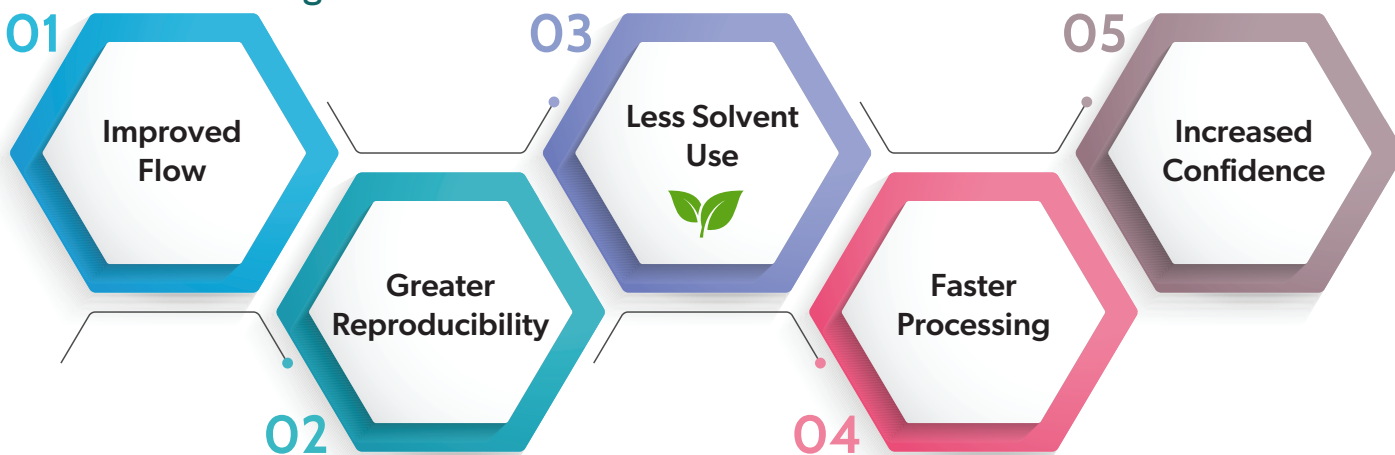 01
Improved
Flow
02
Greater
Reproducibility
03
Less Solvent
Use
04
Faster
Processing
05
Increased
Confidence